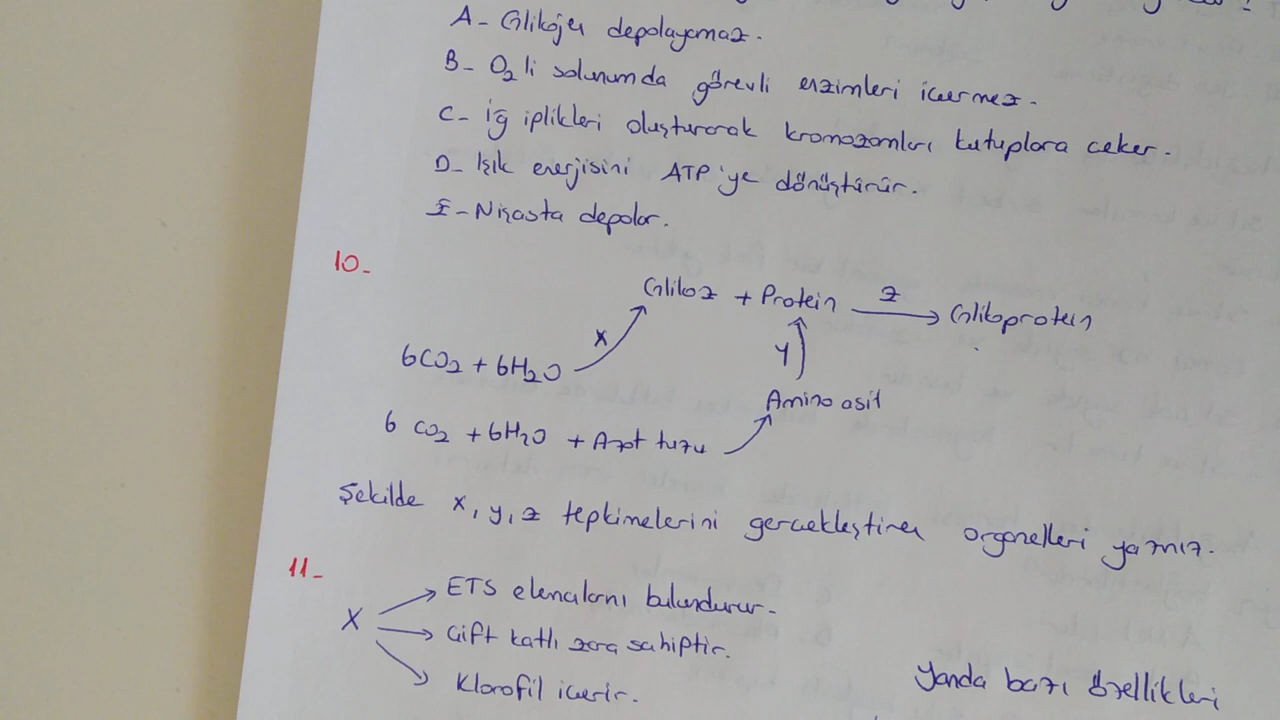 A- Glikojen depolayamaz.
B- O2 li solunumda görevli enzimleri içermez.
C- iğ iplikleri oluşturarak kromozomları kutuplara çeker.
D- Işık enerjisini ATP'ye dönüştürür.
E- Nişasta depolar.
10-
Glikoz + Protein z Glikoprotein
x
y
6CO2 + 6H2O
Amino asit
6 CO2 + 6H2O + Azot tuzu
Şekilde x, y, z tepkimelerini gerçekleştiren organelleri yazınız.
11-
ETS elemanlarını bulundurur.
X
Çift katlı zara sahiptir.
Klorofil içerir.
Yanda bazı özellikleri